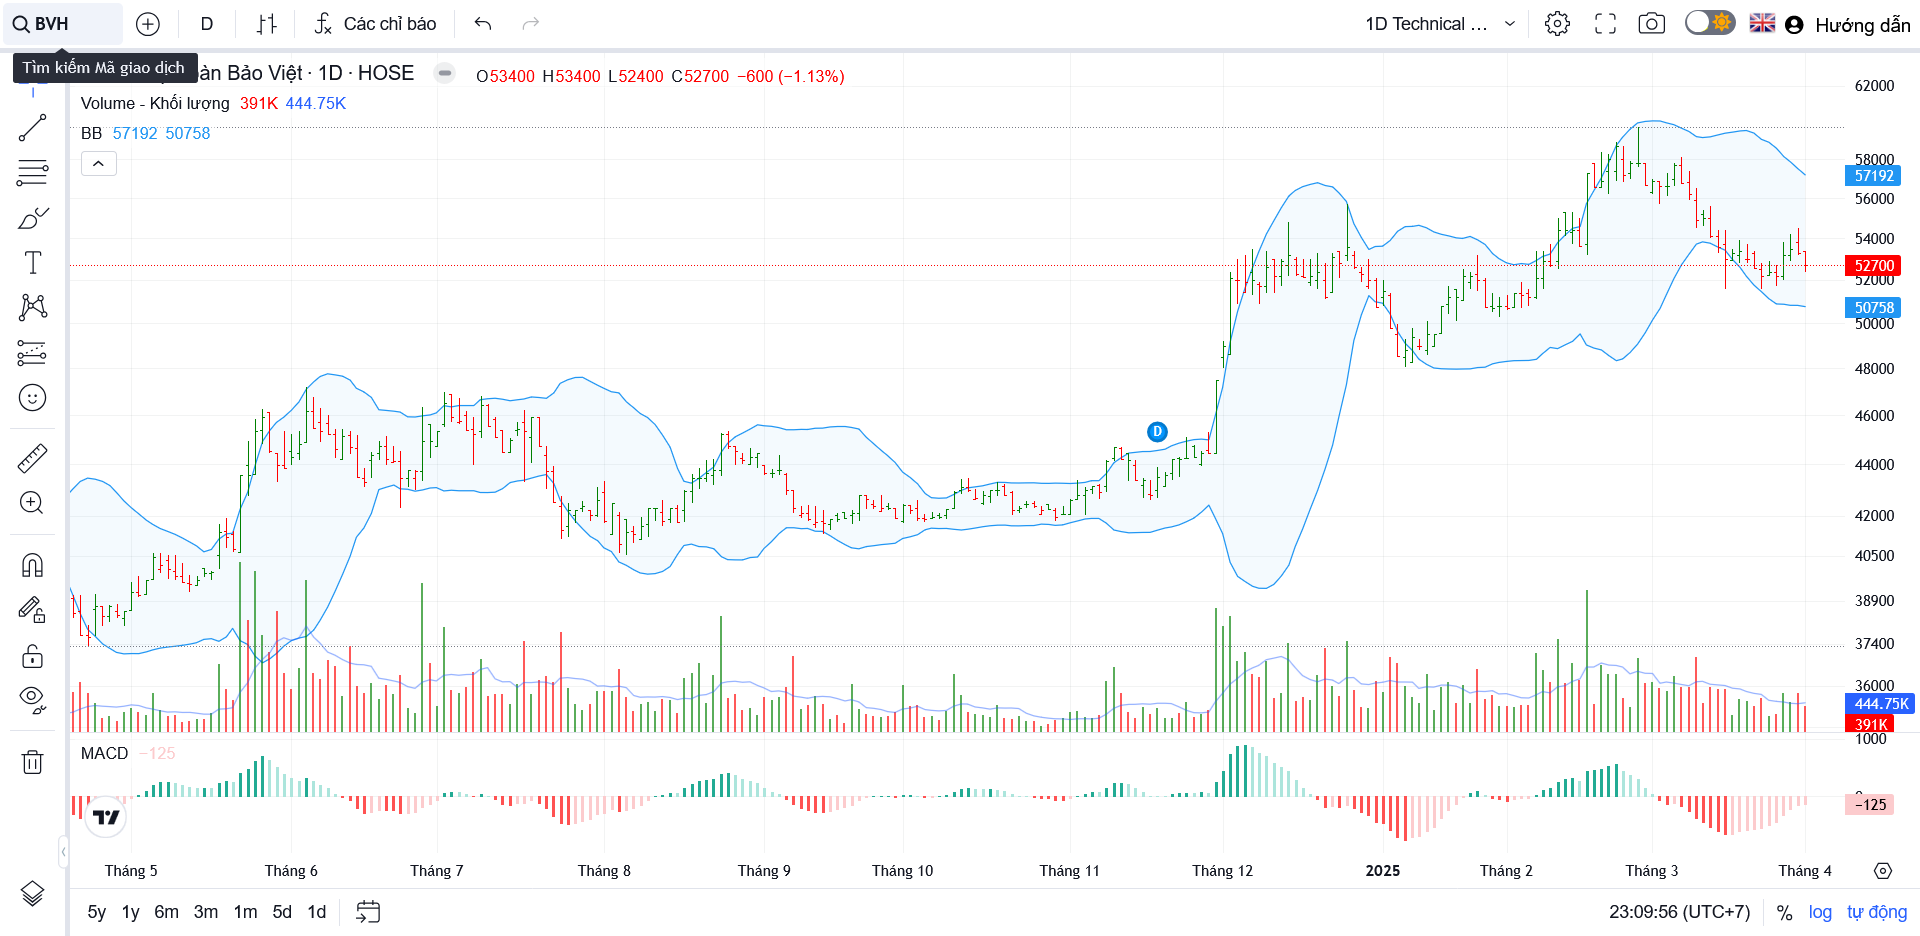 BVH
D
Các chỉ báo
1D Technical ...
Hướng dẫn
Tìm kiếm Mã giao dịch
àn Bảo Việt · 1D · HOSE
O53400 H53400 L52400 C52700 −600 (−1.13%)
Volume - Khối lượng 391K 444.75K
BB 57192 50758
62000
58000
57192
56000
54000
52700
52000
50758
50000
48000
46000
44000
42000
40500
38900
37400
36000
444.75K
391K
1000
D
MACD −125
−125
Tháng 5
Tháng 6
Tháng 7
Tháng 8
Tháng 9
Tháng 10
Tháng 11
Tháng 12
2025
Tháng 2
Tháng 3
Tháng 4
5y 1y 6m 3m 1m 5d 1d
23:09:56 (UTC+7)
% log tự động